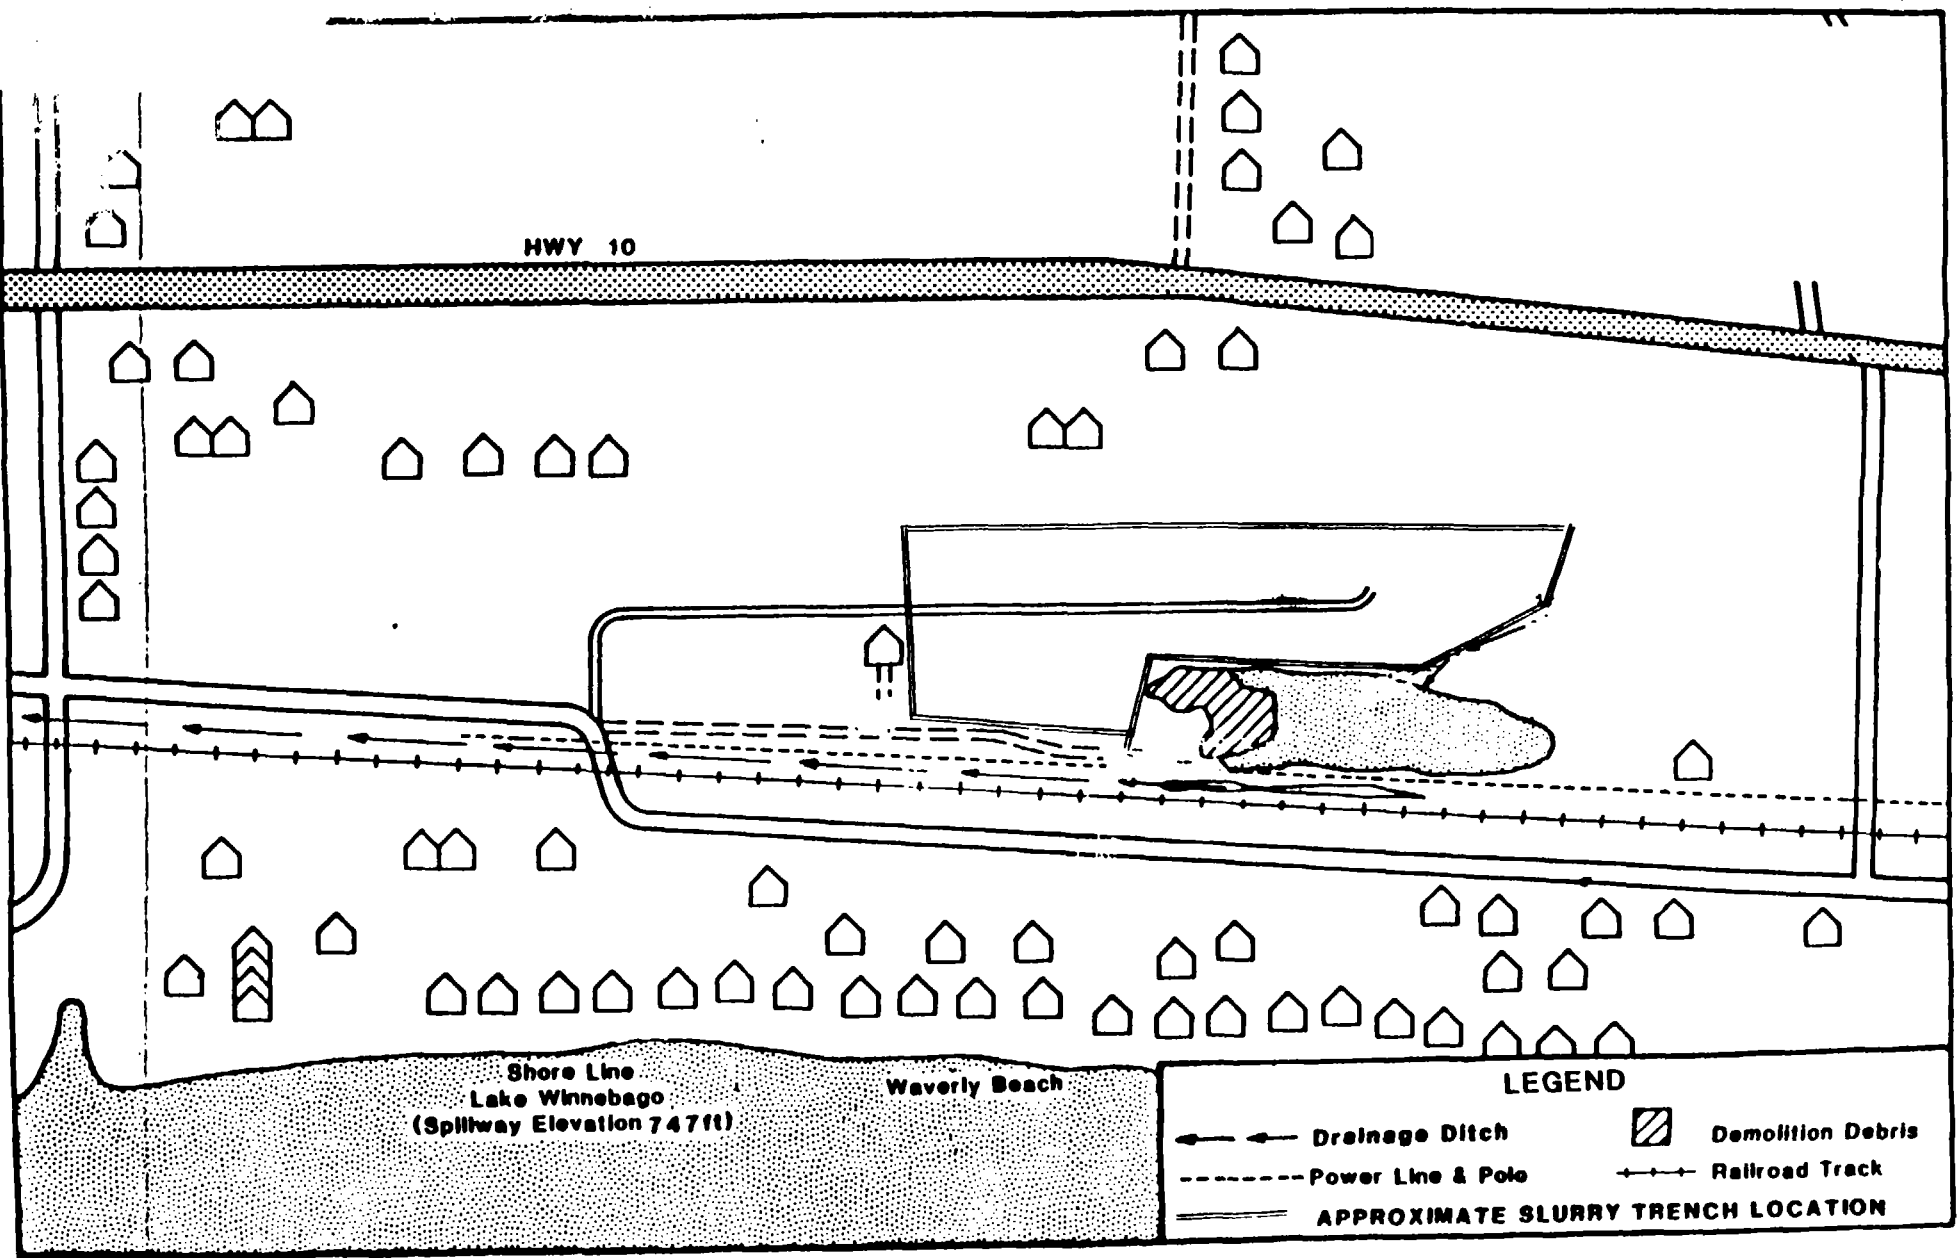 HWY 10
Shore Line
Lake Winnebago
(Spillway Elevation 747ft)
Waverly Beach
LEGEND
Drainage Ditch
Demolition Debris
Power Line & Pole
Railroad Track
APPROXIMATE SLURRY TRENCH LOCATION